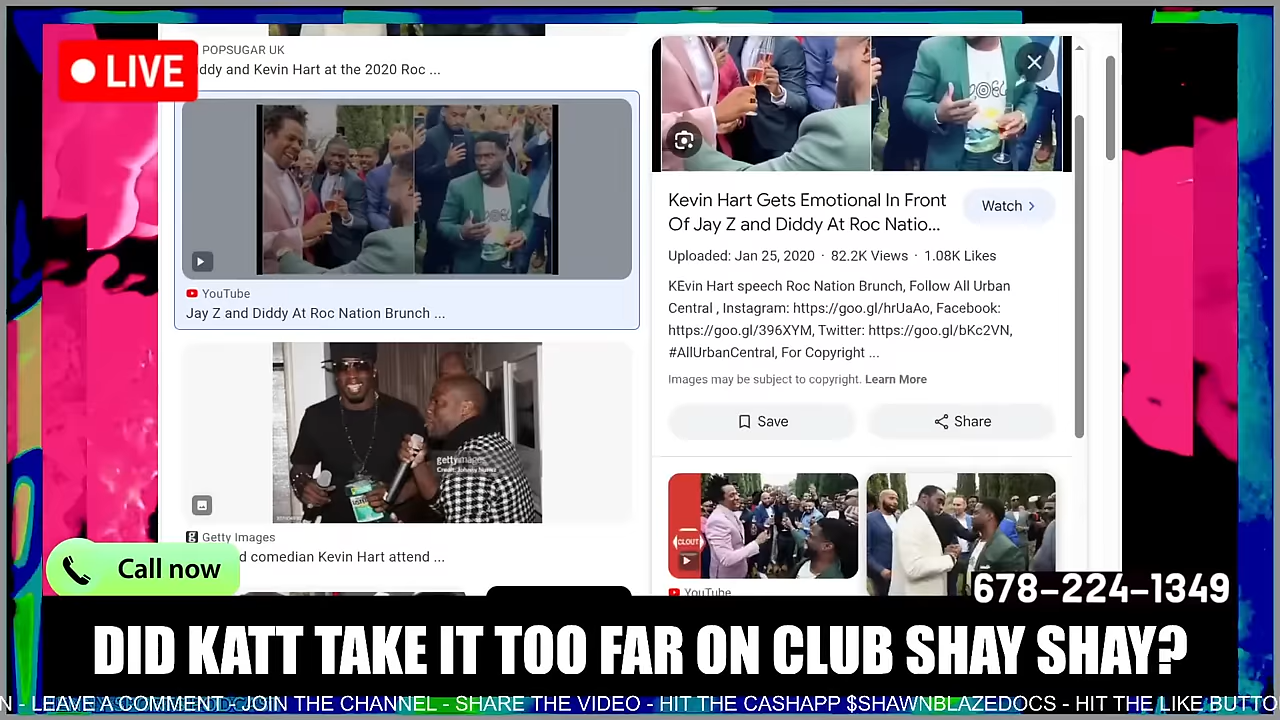 LIVE
POPSUGAR UK
ddy and Kevin Hart at the 2020 Roc ...
YouTube
Jay Z and Diddy At Roc Nation Brunch ...
gettyimages
Credit: Johnny Nunez
Getty Images
d comedian Kevin Hart attend ...
Kevin Hart Gets Emotional In Front
Of Jay Z and Diddy At Roc Natio...
Watch
Uploaded: Jan 25, 2020 · 82.2K Views · 1.08K Likes
KEvin Hart speech Roc Nation Brunch, Follow All Urban
Central , Instagram: https://goo.gl/hrUaAo, Facebook:
https://goo.gl/396XYM, Twitter: https://goo.gl/bKc2VN,
#AllUrbanCentral, For Copyright ...
Images may be subject to copyright. Learn More
Save
Share
CLOUT
YouTube
Call now
678-224-1349
DID KATT TAKE IT TOO FAR ON CLUB SHAY SHAY?
N - LEAVE A COMMENT - JOIN THE CHANNEL - SHARE THE VIDEO - HIT THE CASHAPP $SHAWNBLAZEDOCS - HIT THE LIKE BUTTO